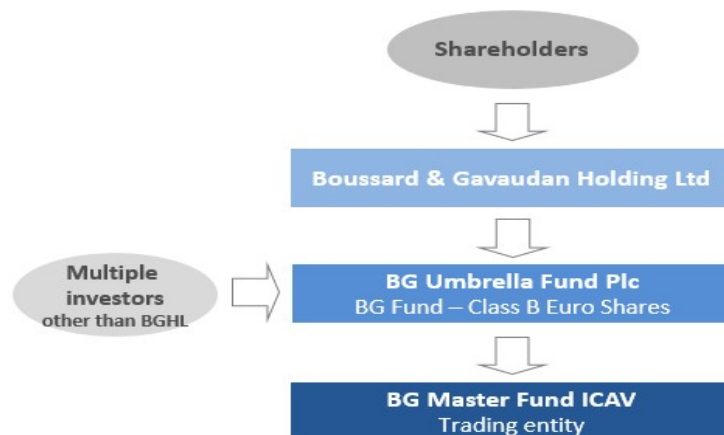 Shareholders
Boussard & Gavaudan Holding Ltd
Multiple
investors
other than BGHL
BG Umbrella Fund Plc
BG Fund – Class B Euro Shares
BG Master Fund ICAV
Trading entity